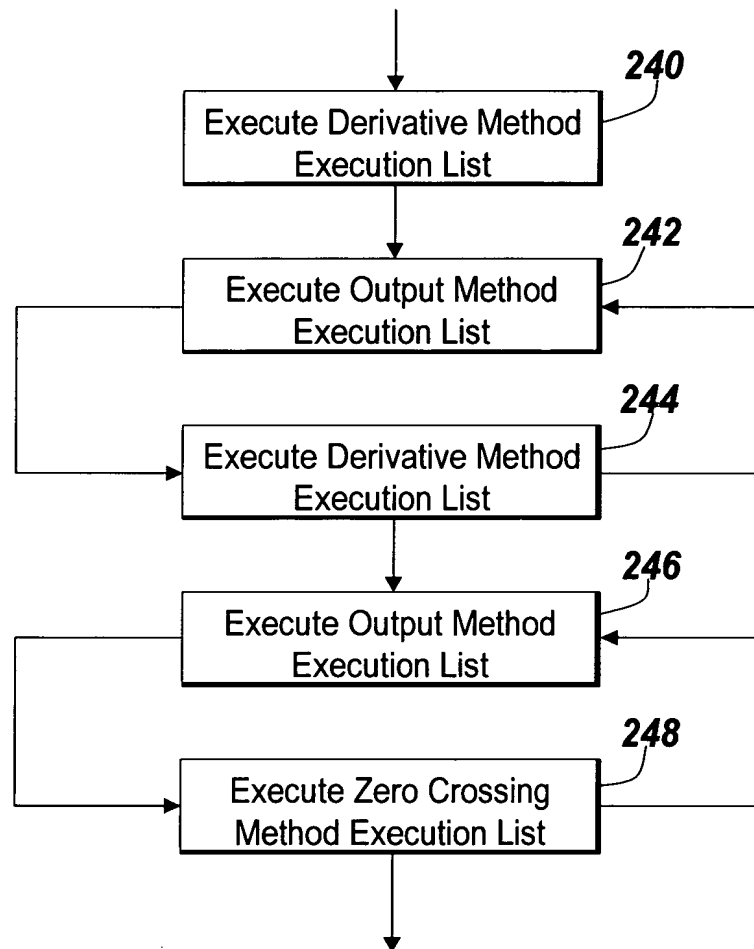 240
Execute Derivative Method
Execution List
242
Execute Output Method
Execution List
244
Execute Derivative Method
Execution List
246
Execute Output Method
Execution List
248
Execute Zero Crossing
Method Execution List